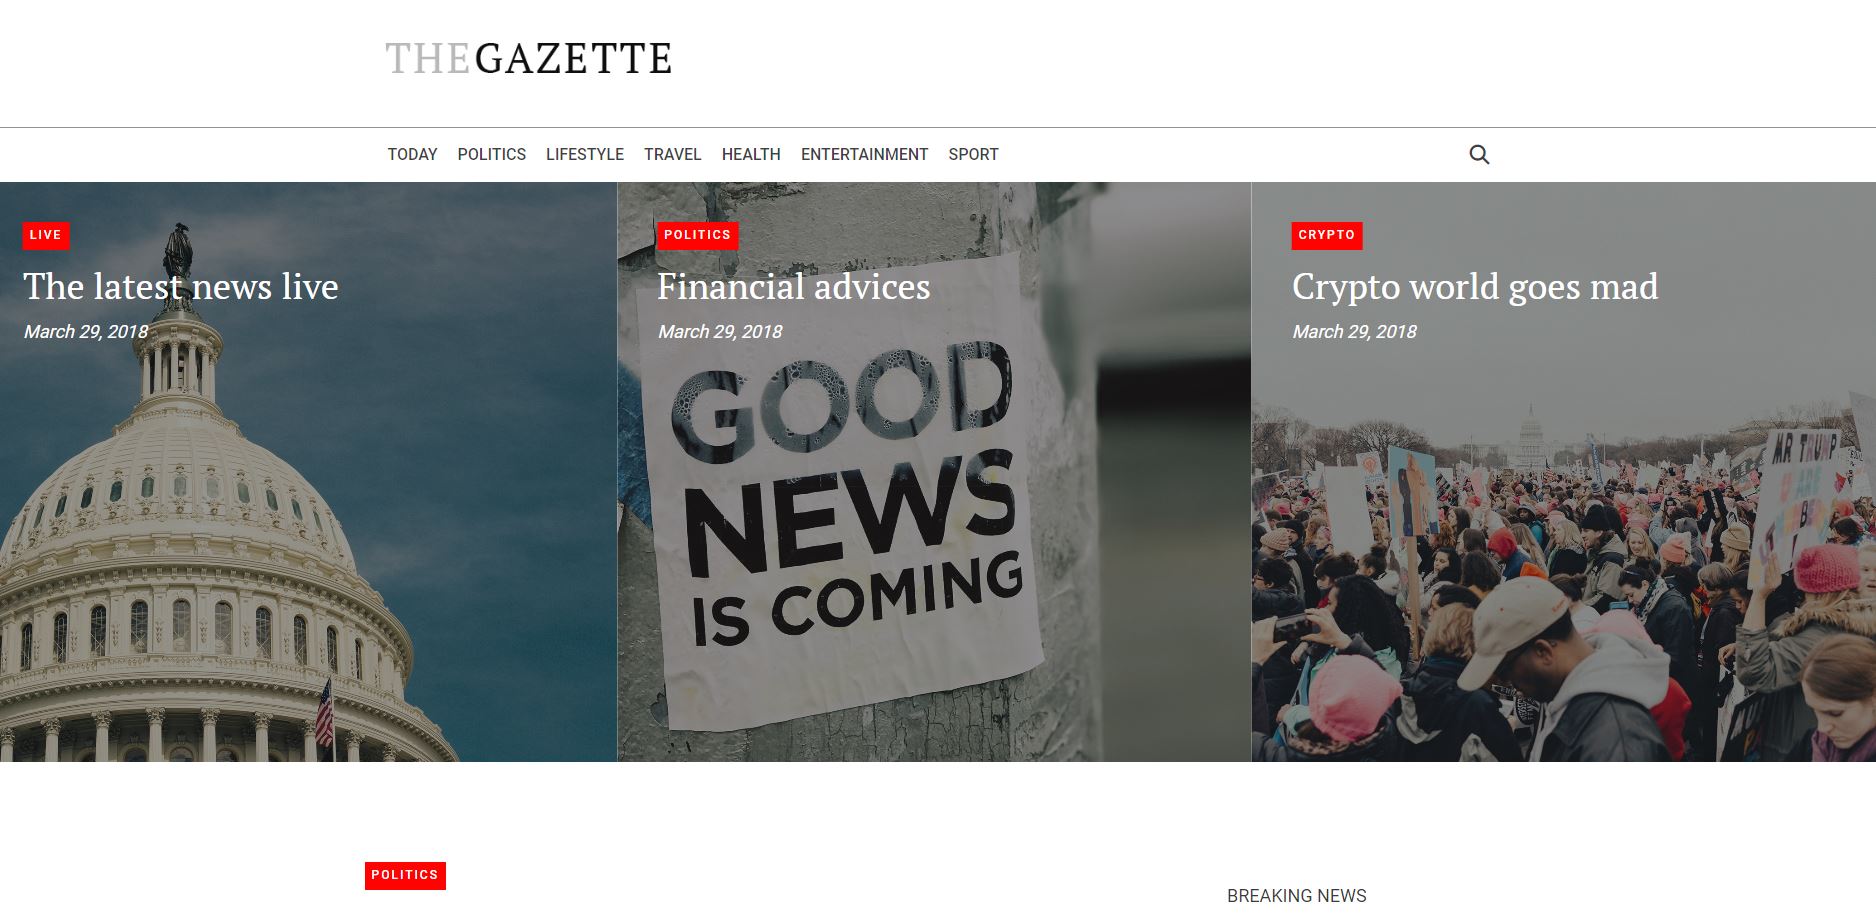 THEGAZETTE
TODAY POLITICS LIFESTYLE TRAVEL HEALTH ENTERTAINMENT SPORT
LIVE
The latest news live
March 29, 2018
POLITICS
Financial advices
March 29, 2018
GOOD
NEWS
IS COMING
CRYPTO
Crypto world goes mad
March 29, 2018
MR TRUMP
U ARE
POLITICS
BREAKING NEWS